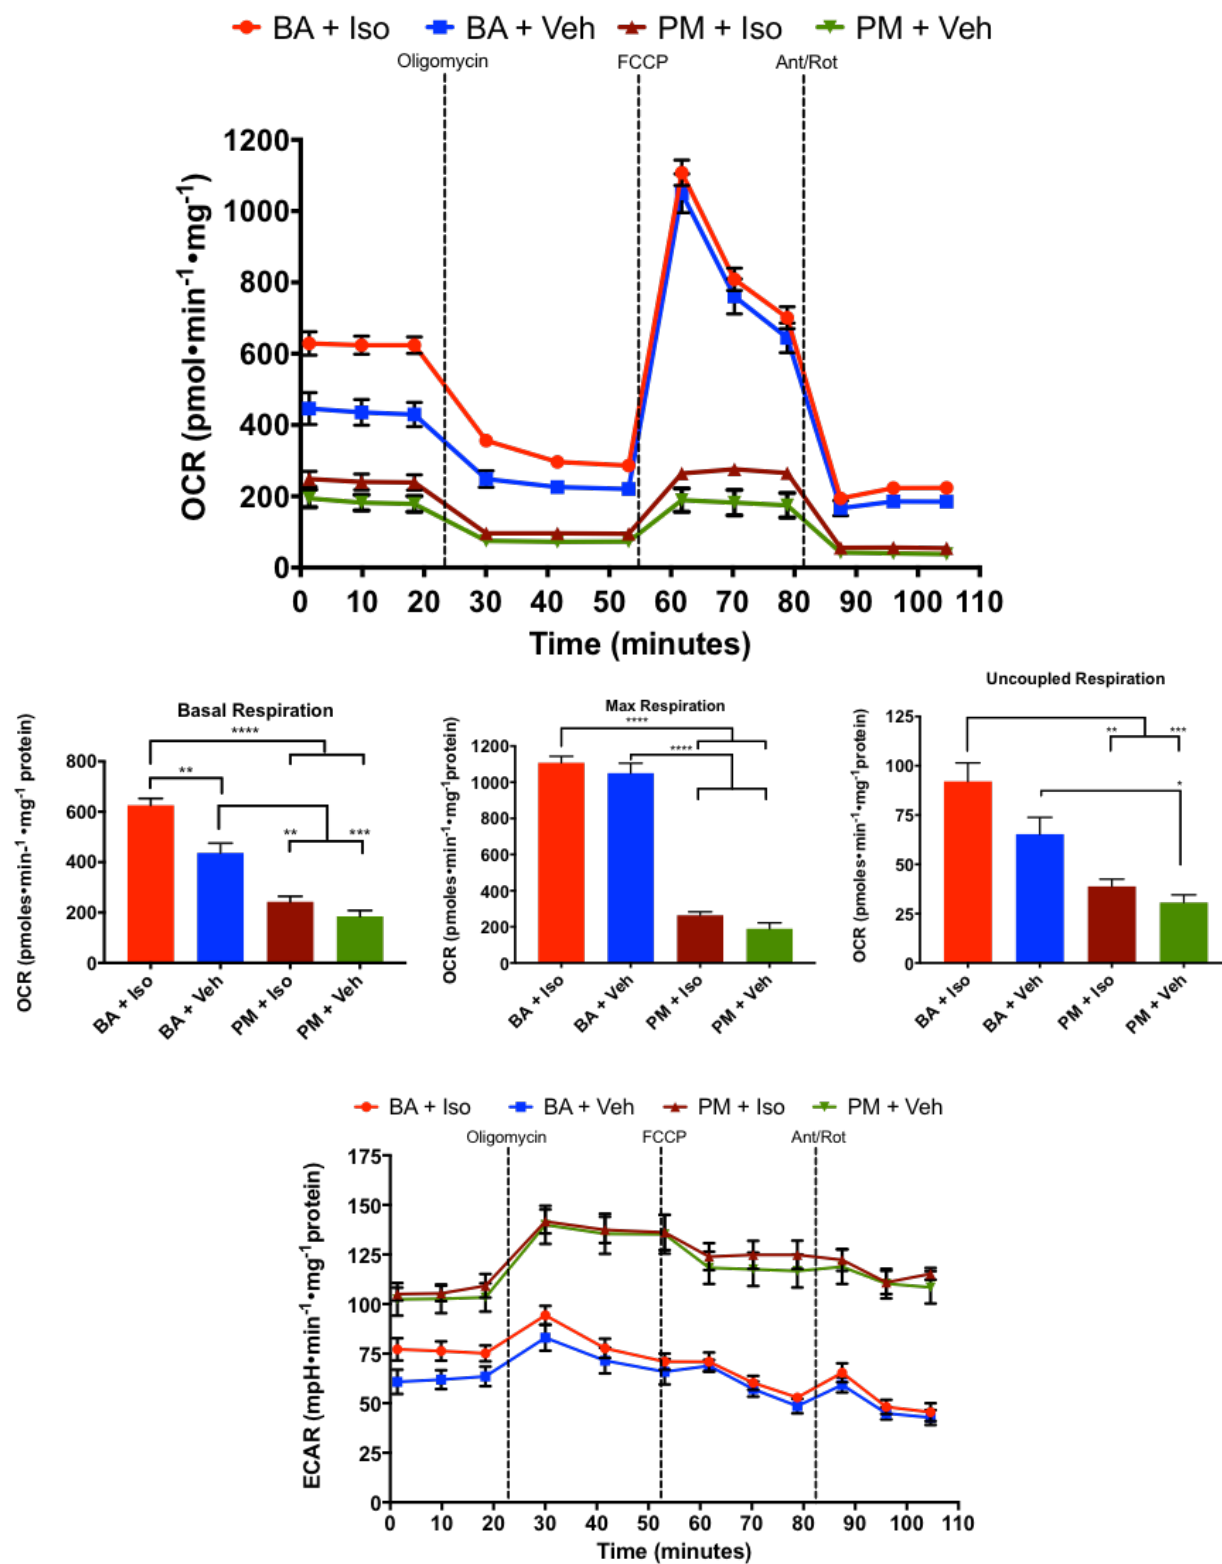 BA + Iso BA + Veh PM + Iso PM + Veh
Oligomycin FCCP Ant/Rot
OCR (pmol•min⁻¹•mg⁻¹)
1200
1000
800
600
400
200
0
0 10 20 30 40 50 60 70 80 90 100 110
Time (minutes)
Basal Respiration
OCR (pmoles•min-¹•mg⁻¹ protein)
****
**
** ***
800
600
400
200
0
BA + Iso
BA + Veh
PM + Iso
PM + Veh
Max Respiration
OCR (pmoles•min⁻¹•mg⁻¹protein)
****
****
1200
1000
800
600
400
200
0
BA + Iso
BA + Veh
PM + Iso
PM + Veh
Uncoupled Respiration
OCR (pmoles•min⁻¹•mg⁻¹protein)
** ***
*
125
100
75
50
25
0
BA + Iso
BA + Veh
PM + Iso
PM + Veh
BA + Iso BA + Veh PM + Iso PM + Veh
Oligomycin FCCP Ant/Rot
ECAR (mpH•min⁻¹•mg⁻¹protein)
175
150
125
100
75
50
25
0
0 10 20 30 40 50 60 70 80 90 100 110
Time (minutes)